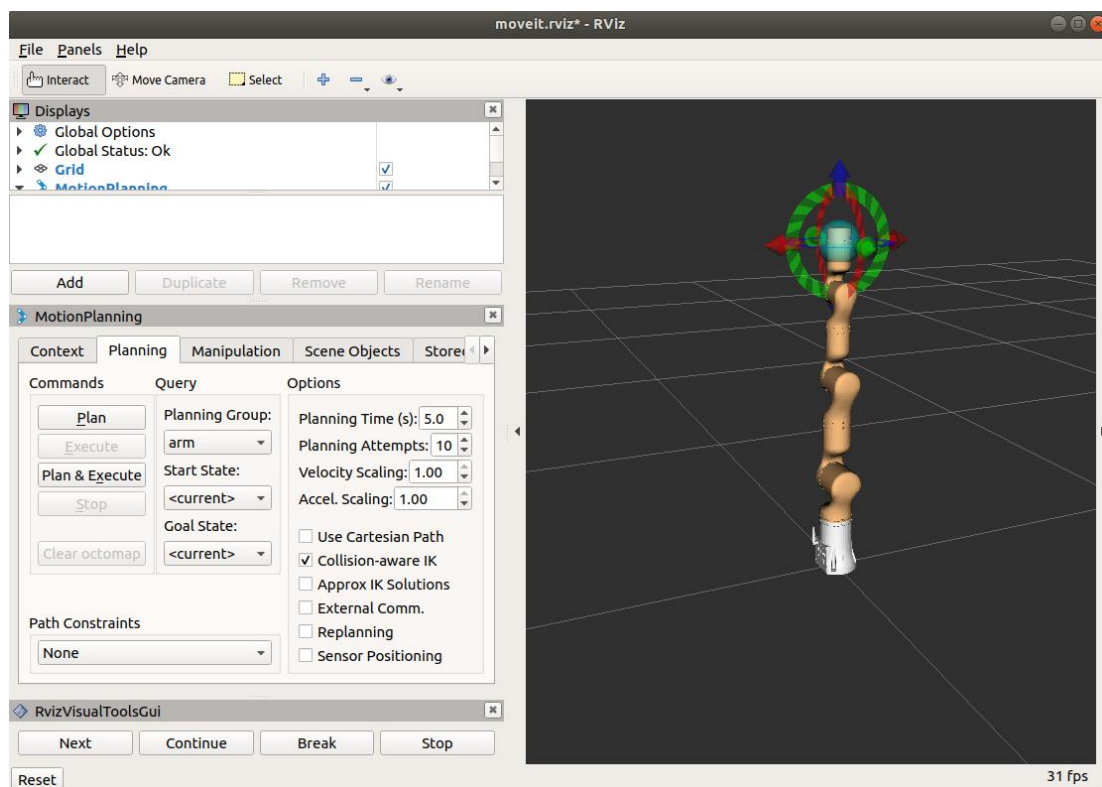 moveit.rviz* - RViz
File Panels Help
Interact Move Camera Select
Displays
Global Options
Global Status: Ok
Grid
MotionPlanning
Add Duplicate Remove Rename
MotionPlanning
Context Planning Manipulation Scene Objects Stored
Commands Query Options
Plan
Execute
Plan & Execute
Stop
Clear octomap
Planning Group:
arm
Start State:
<current>
Goal State:
<current>
Planning Time (s): 5.0
Planning Attempts: 10
Velocity Scaling: 1.00
Accel. Scaling: 1.00
Use Cartesian Path
Collision-aware IK
Approx IK Solutions
External Comm.
Replanning
Sensor Positioning
Path Constraints
None
RvizVisualToolsGui
Next Continue Break Stop
Reset
31 fps